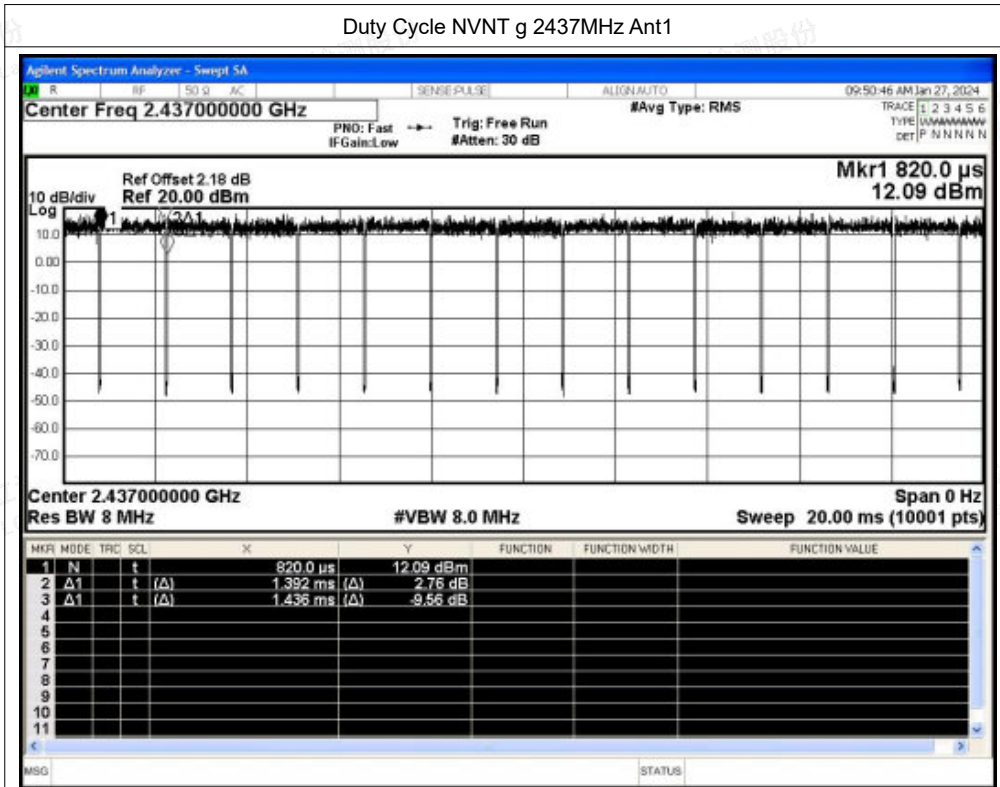 Duty Cycle NVNT g 2437MHz Ant1
Agilent Spectrum Analyzer - Swept SA
R RF 50 Ω AC SENSE:PULSE ALIGN AUTO 09:50:46 AM Jan 27, 2024
Center Freq 2.437000000 GHz #Avg Type: RMS TRACE 1 2 3 4 5 6
PNO: Fast Trig: Free Run TYPE
IFGain:Low #Atten: 30 dB DET P N N N N N
Mkr1 820.0 µs
Ref Offset 2.18 dB
10 dB/div Ref 20.00 dBm 12.09 dBm
Log
1 3Δ1
10.0
0.00
-10.0
-20.0
-30.0
-40.0
-50.0
-60.0
-70.0
Center 2.437000000 GHz Span 0 Hz
Res BW 8 MHz #VBW 8.0 MHz Sweep 20.00 ms (10001 pts)
MKR MODE TRC SCL X Y FUNCTION FUNCTION WIDTH FUNCTION VALUE
1 N t 820.0 µs 12.09 dBm
2 Δ1 t (Δ) 1.392 ms (Δ) 2.76 dB
3 Δ1 t (Δ) 1.436 ms (Δ) -9.56 dB
4
5
6
7
8
9
10
11
MSG STATUS